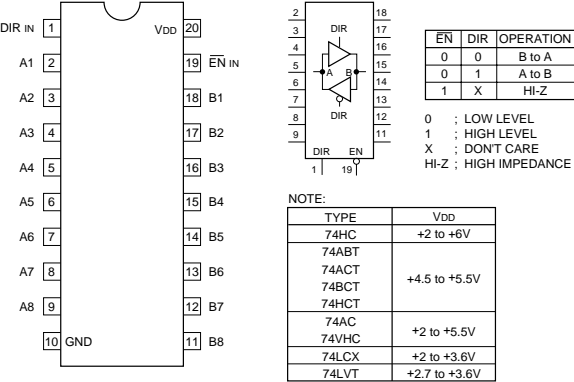 DIR IN 1
VDD 20
A1 2
19 EN IN
A2 3
18 B1
A3 4
17 B2
A4 5
16 B3
A5 6
15 B4
A6 7
14 B5
A7 8
13 B6
A8 9
12 B7
10 GND
11 B8
2 18
3 17
4 16
5 15
6 14
7 13
8 12
9 11
DIR
A B
DIR
DIR EN
1 19
EN DIR OPERATION
0 0 B to A
0 1 A to B
1 X HI-Z
0 ; LOW LEVEL
1 ; HIGH LEVEL
X ; DON'T CARE
HI-Z ; HIGH IMPEDANCE
NOTE:
TYPE VDD
74HC +2 to +6V
74ABT
74ACT
74BCT
74HCT
+4.5 to +5.5V
74AC
74VHC
+2 to +5.5V
74LCX +2 to +3.6V
74LVT +2.7 to +3.6V